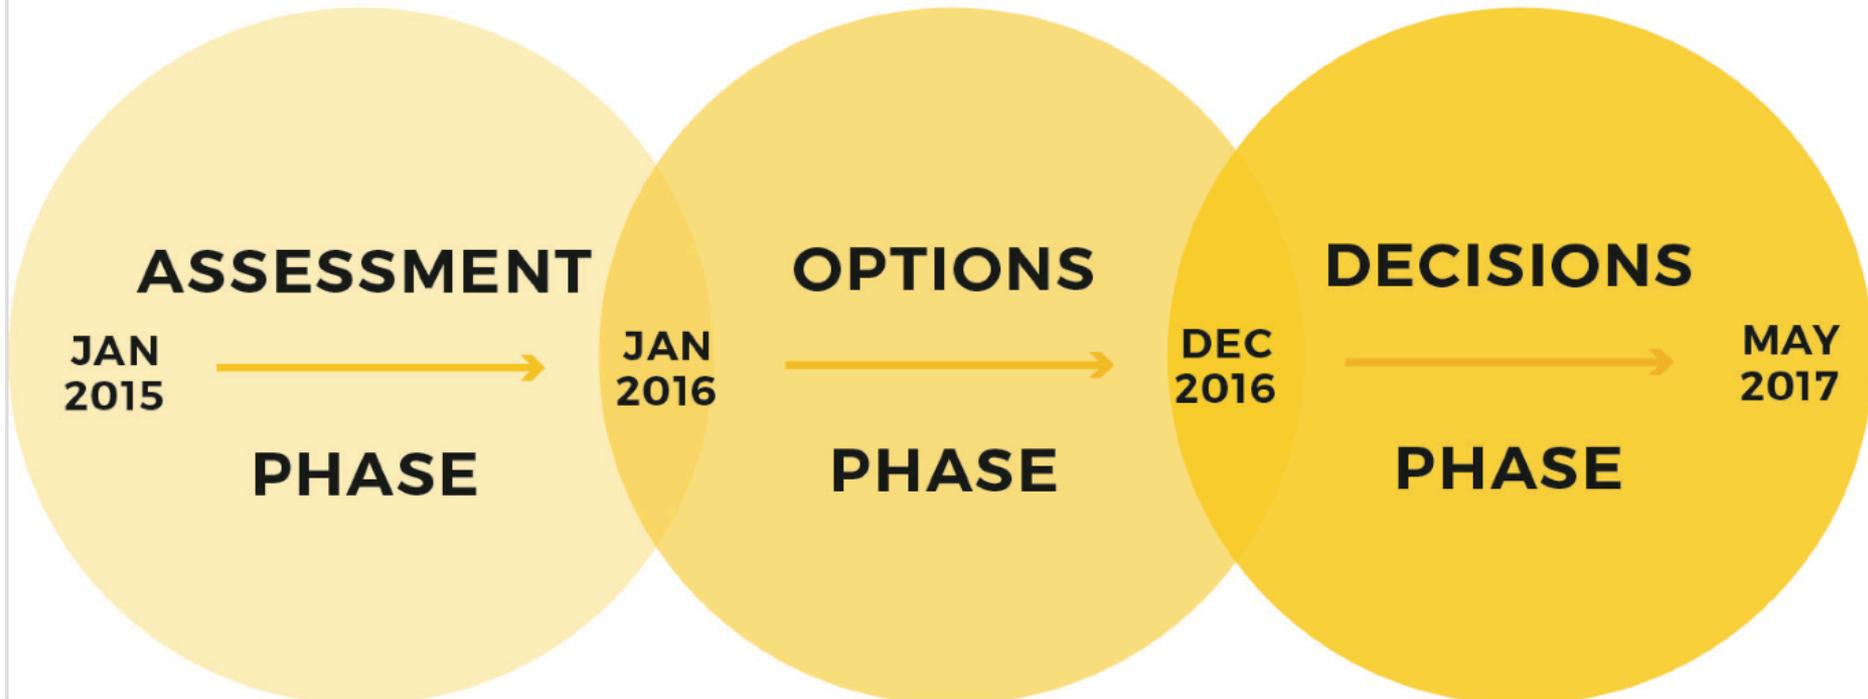 ASSESSMENT
JAN
2015
PHASE
JAN
2016
OPTIONS
PHASE
DEC
2016
DECISIONS
PHASE
MAY
2017